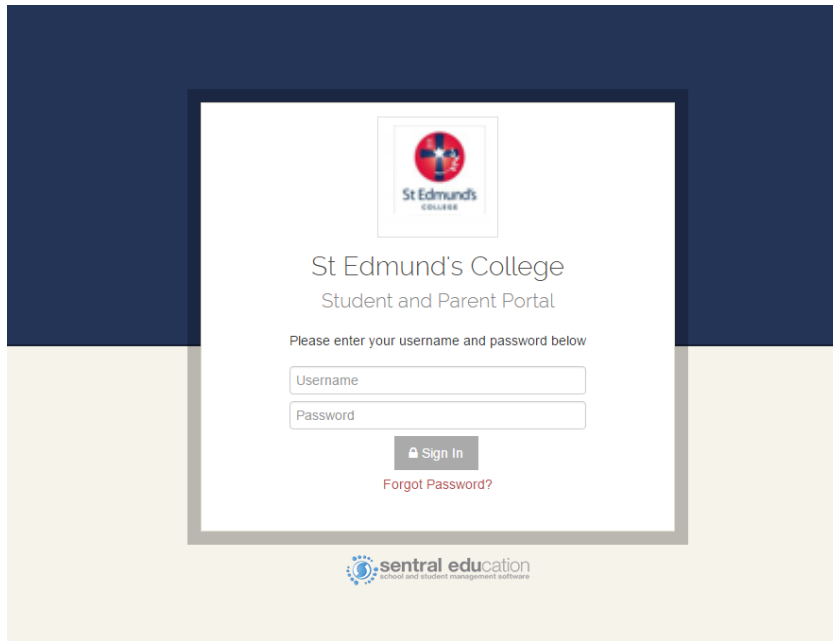 St Edmund's
COLLEGE
St Edmund's College
Student and Parent Portal
Please enter your username and password below
Username
Password
Sign In
Forgot Password?
sentral education
school and student management software